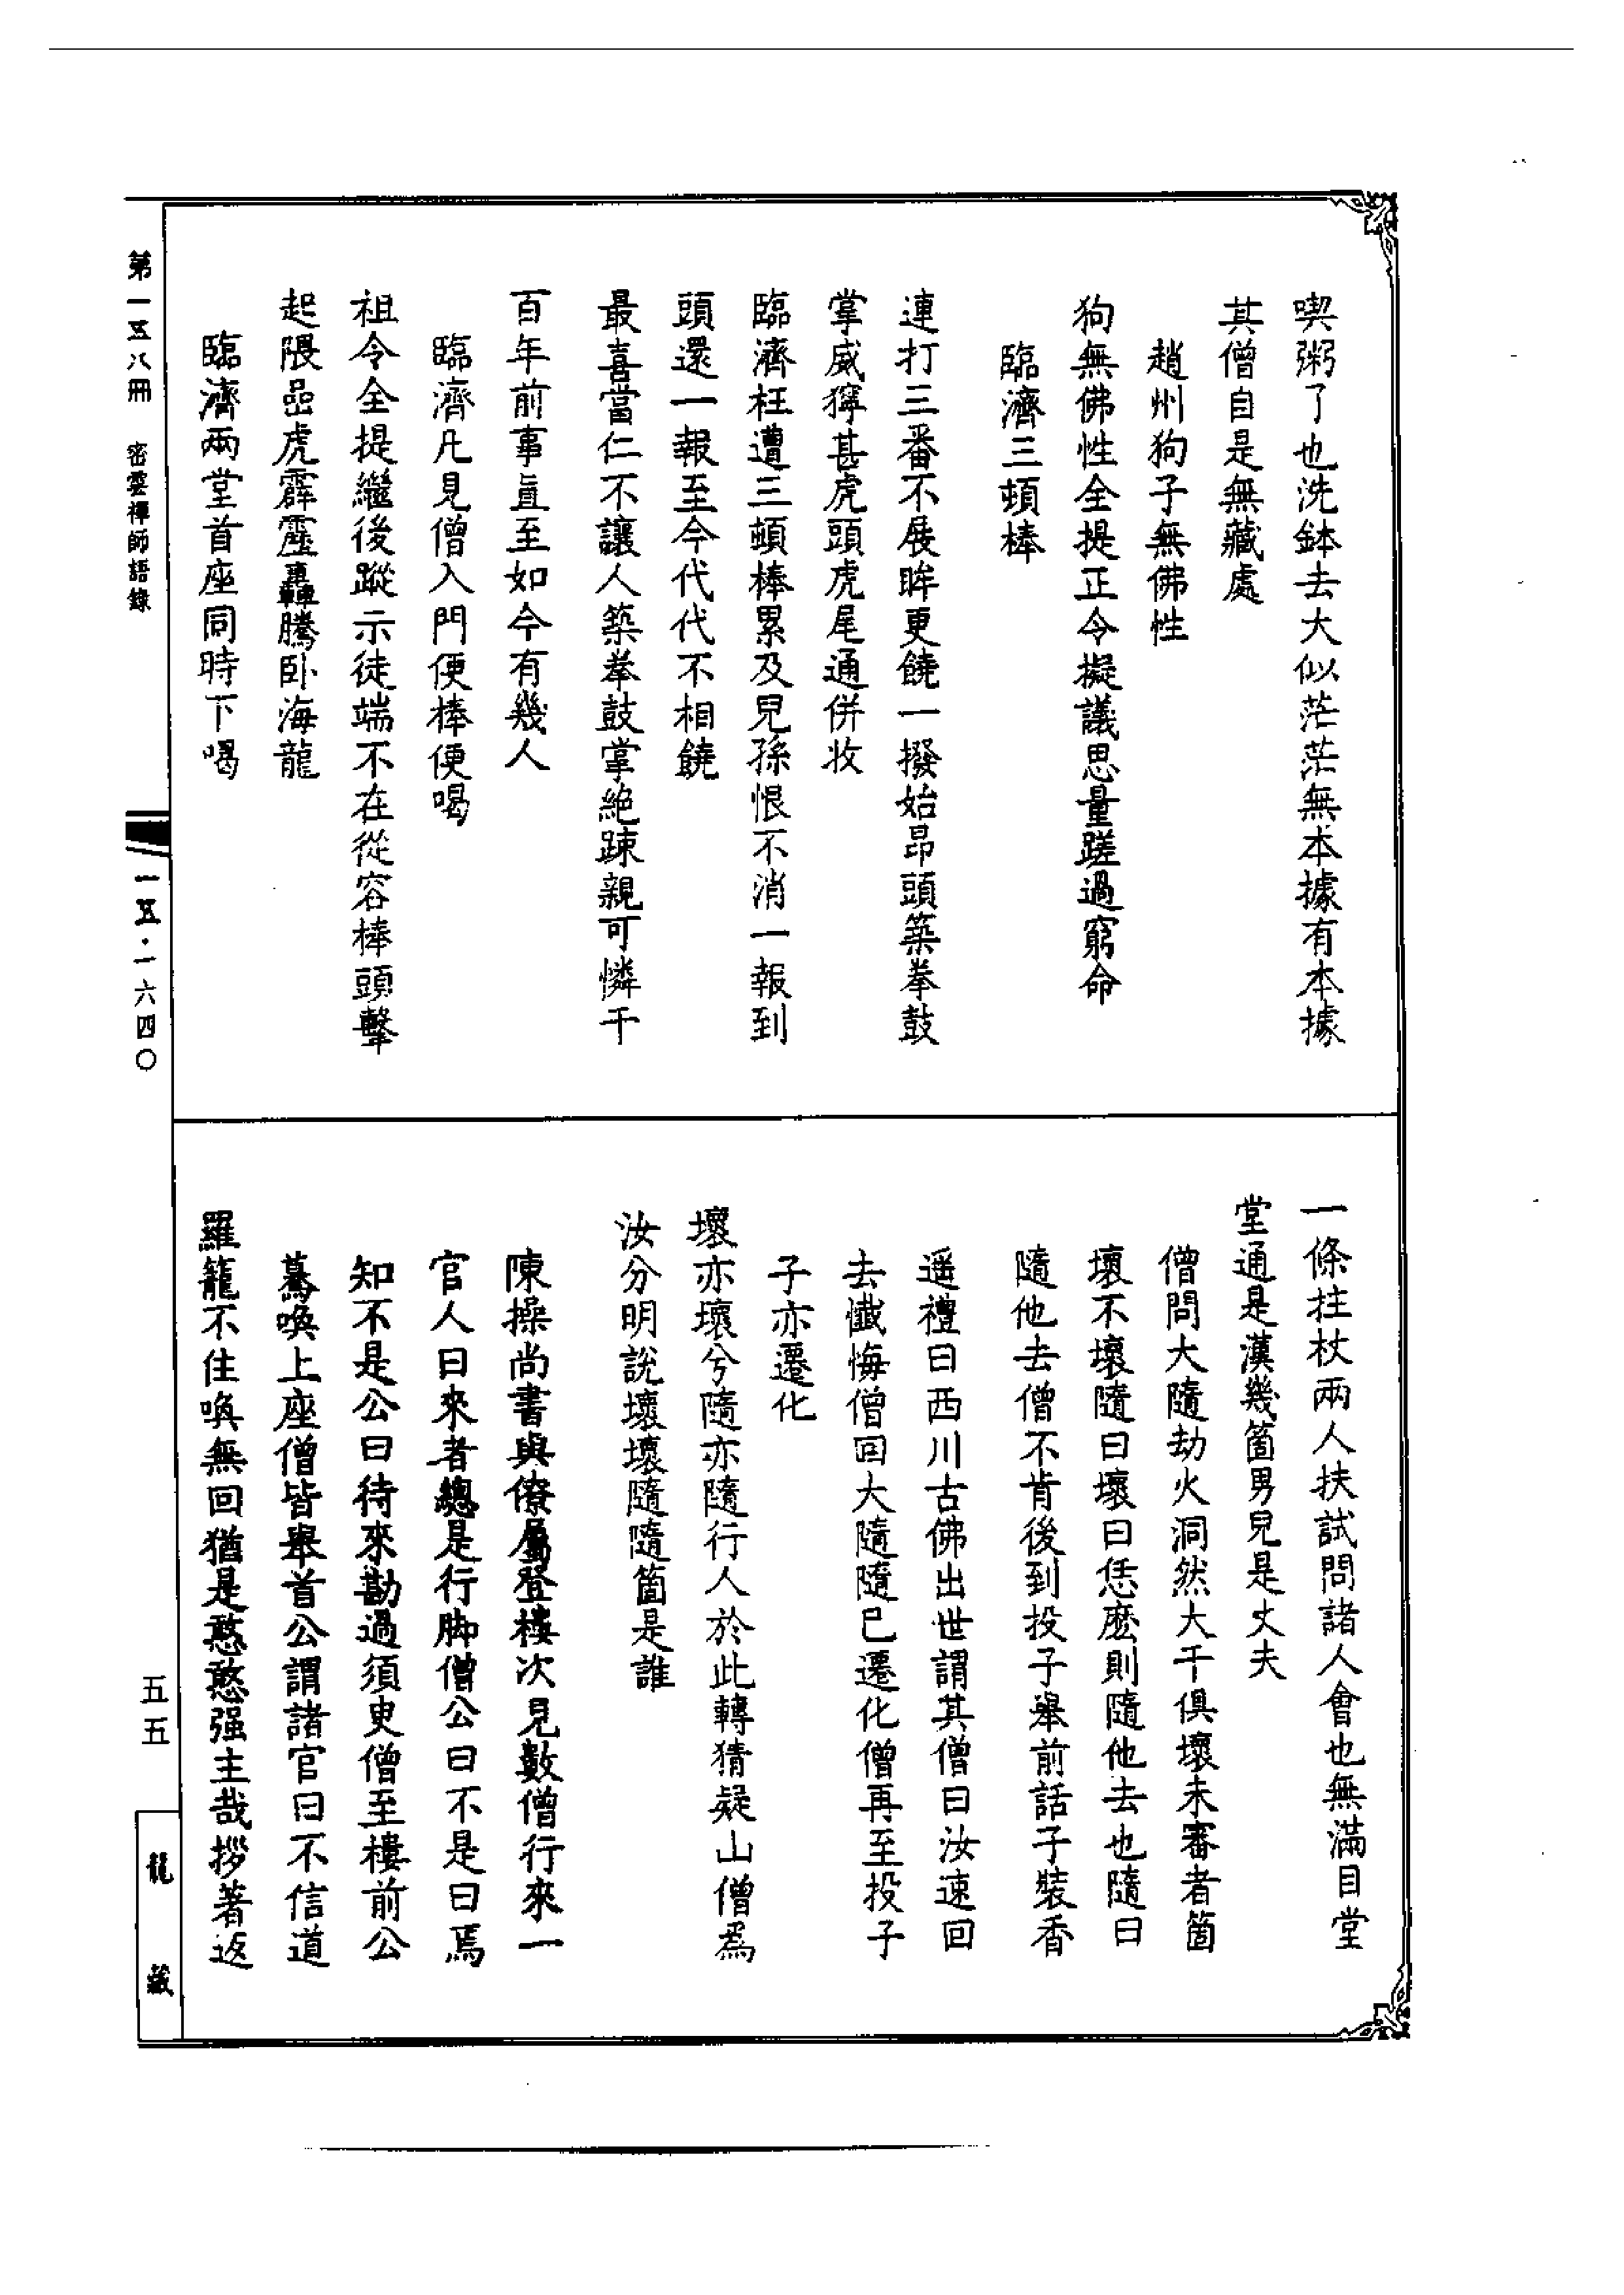 喫粥了也洗鉢去大似茫茫無本據有本據
其僧自是無藏處
趙州狗子無佛性
狗無佛性全提正令擬議思量蹉過窮命
臨濟三頓棒
連打三番不展眸更饒一撥始昂頭築拳鼓
掌威獰甚虎頭虎尾通併收
臨濟枉遭三頓棒累及兒孫恨不消一報到
頭還一報至今代代不相饒
最喜當仁不讓人築拳鼓掌絶踈親可憐千
百年前事直至如今有幾人
臨濟凡見僧入門便棒便喝
祖令全提繼後蹤示徒端不在從容棒頭擊
起隈嵒虎霹靂轟騰卧海龍
臨濟兩堂首座同時下喝
一條拄杖兩人扶試問諸人會也無滿目堂
堂通是漢幾箇男兒是丈夫
僧問大隨劫火洞然大千俱壞未審者箇
壞不壞隨曰壞曰恁麽則隨他去也隨曰
隨他去僧不肯後到投子舉前話子裝香
遥禮曰西川古佛出世謂其僧曰汝速回
去懺悔僧回大隨隨已遷化僧再至投子
子亦遷化
壞亦壞兮隨亦隨行人於此轉猜疑山僧爲
汝分明說壞壞隨隨箇是誰
陳操尚書與僚屬登樓次見數僧行來一
官人曰來者總是行脚僧公曰不是曰焉
知不是公曰待來勘過須臾僧至樓前公
驀喚上座僧皆舉首公謂諸官曰不信道
羅籠不住喚無回猶是憨憨强主哉拶著返
第一五八冊 密雲禪師語錄
一五·一六四〇
五五
龍藏